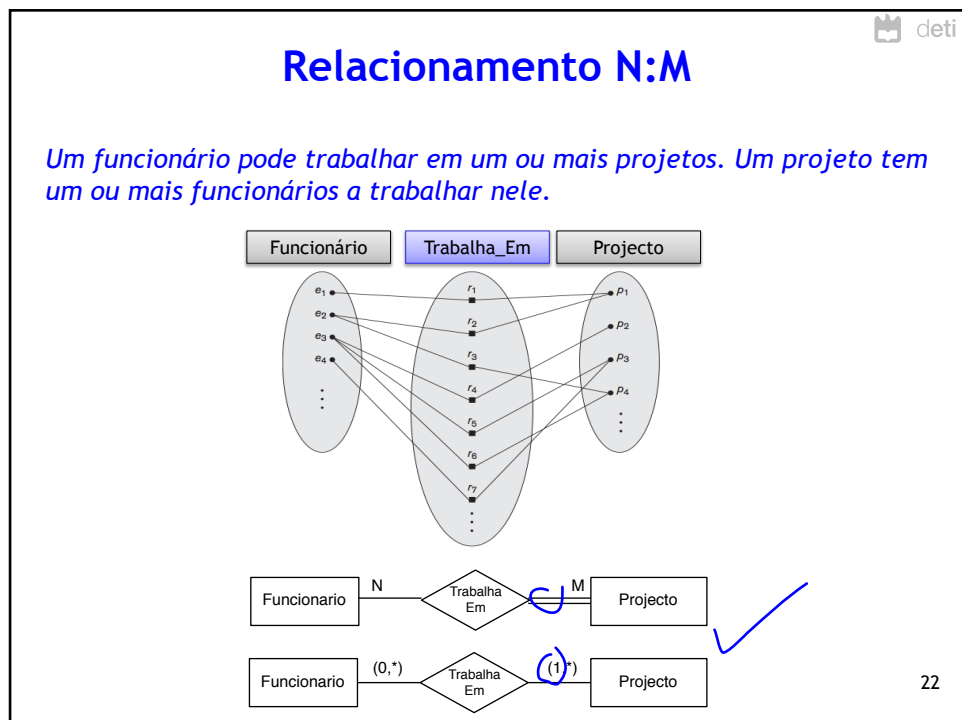 deti
Relacionamento N:M
Um funcionário pode trabalhar em um ou mais projetos. Um projeto tem
um ou mais funcionários a trabalhar nele.
Funcionário Trabalha_Em Projecto
e1 r1 p1
e2 r2 p2
e3 r3 p3
e4 r4 p4
r5
r6
r7
Funcionario N Trabalha Em M Projecto
Funcionario (0,*) Trabalha Em (1,*) Projecto
22